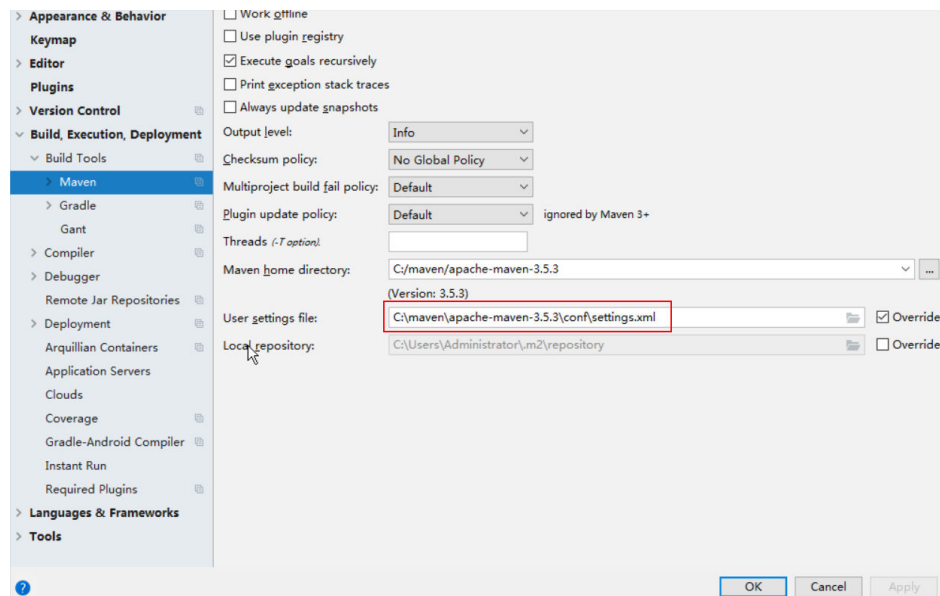 Appearance & Behavior
Keymap
Editor
Plugins
Version Control
Build, Execution, Deployment
Build Tools
Maven
Gradle
Gant
Compiler
Debugger
Remote Jar Repositories
Deployment
Arquillian Containers
Application Servers
Clouds
Coverage
Gradle-Android Compiler
Instant Run
Required Plugins
Languages & Frameworks
Tools
Work offline
Use plugin registry
Execute goals recursively
Print exception stack traces
Always update snapshots
Output level: Info
Checksum policy: No Global Policy
Multiproject build fail policy: Default
Plugin update policy: Default ignored by Maven 3+
Threads (-T option).
Maven home directory: C:/maven/apache-maven-3.5.3 ...
(Version: 3.5.3)
User settings file: C:\maven\apache-maven-3.5.3\conf\settings.xml Override
Local repository: C:\Users\Administrator\.m2\repository Override
? OK Cancel Apply